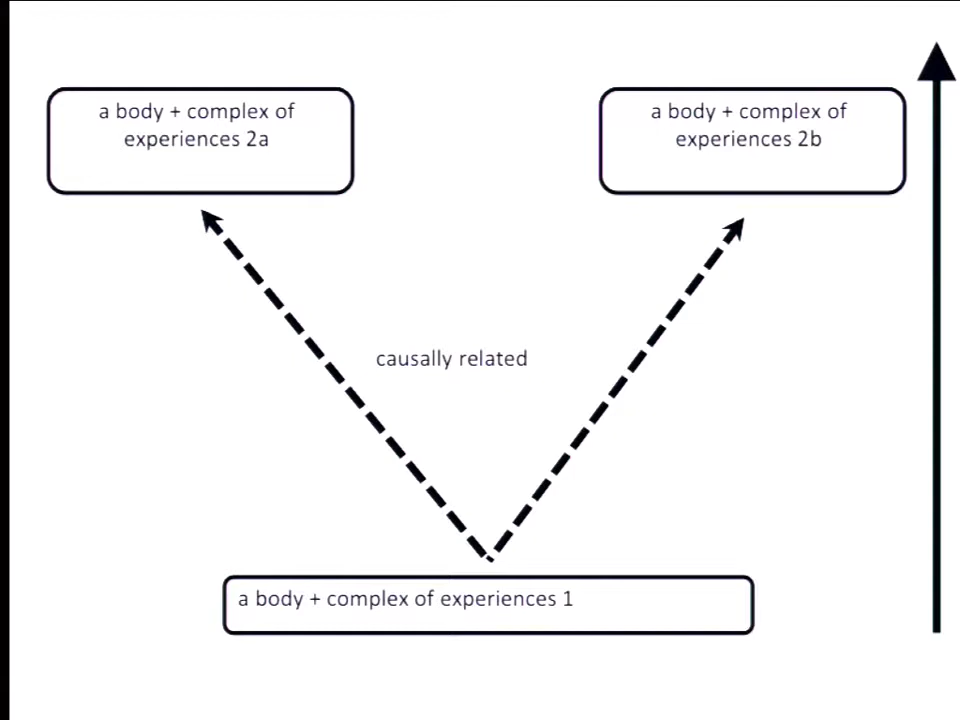 a body + complex of
experiences 2a
a body + complex of
experiences 2b
causally related
a body + complex of experiences 1